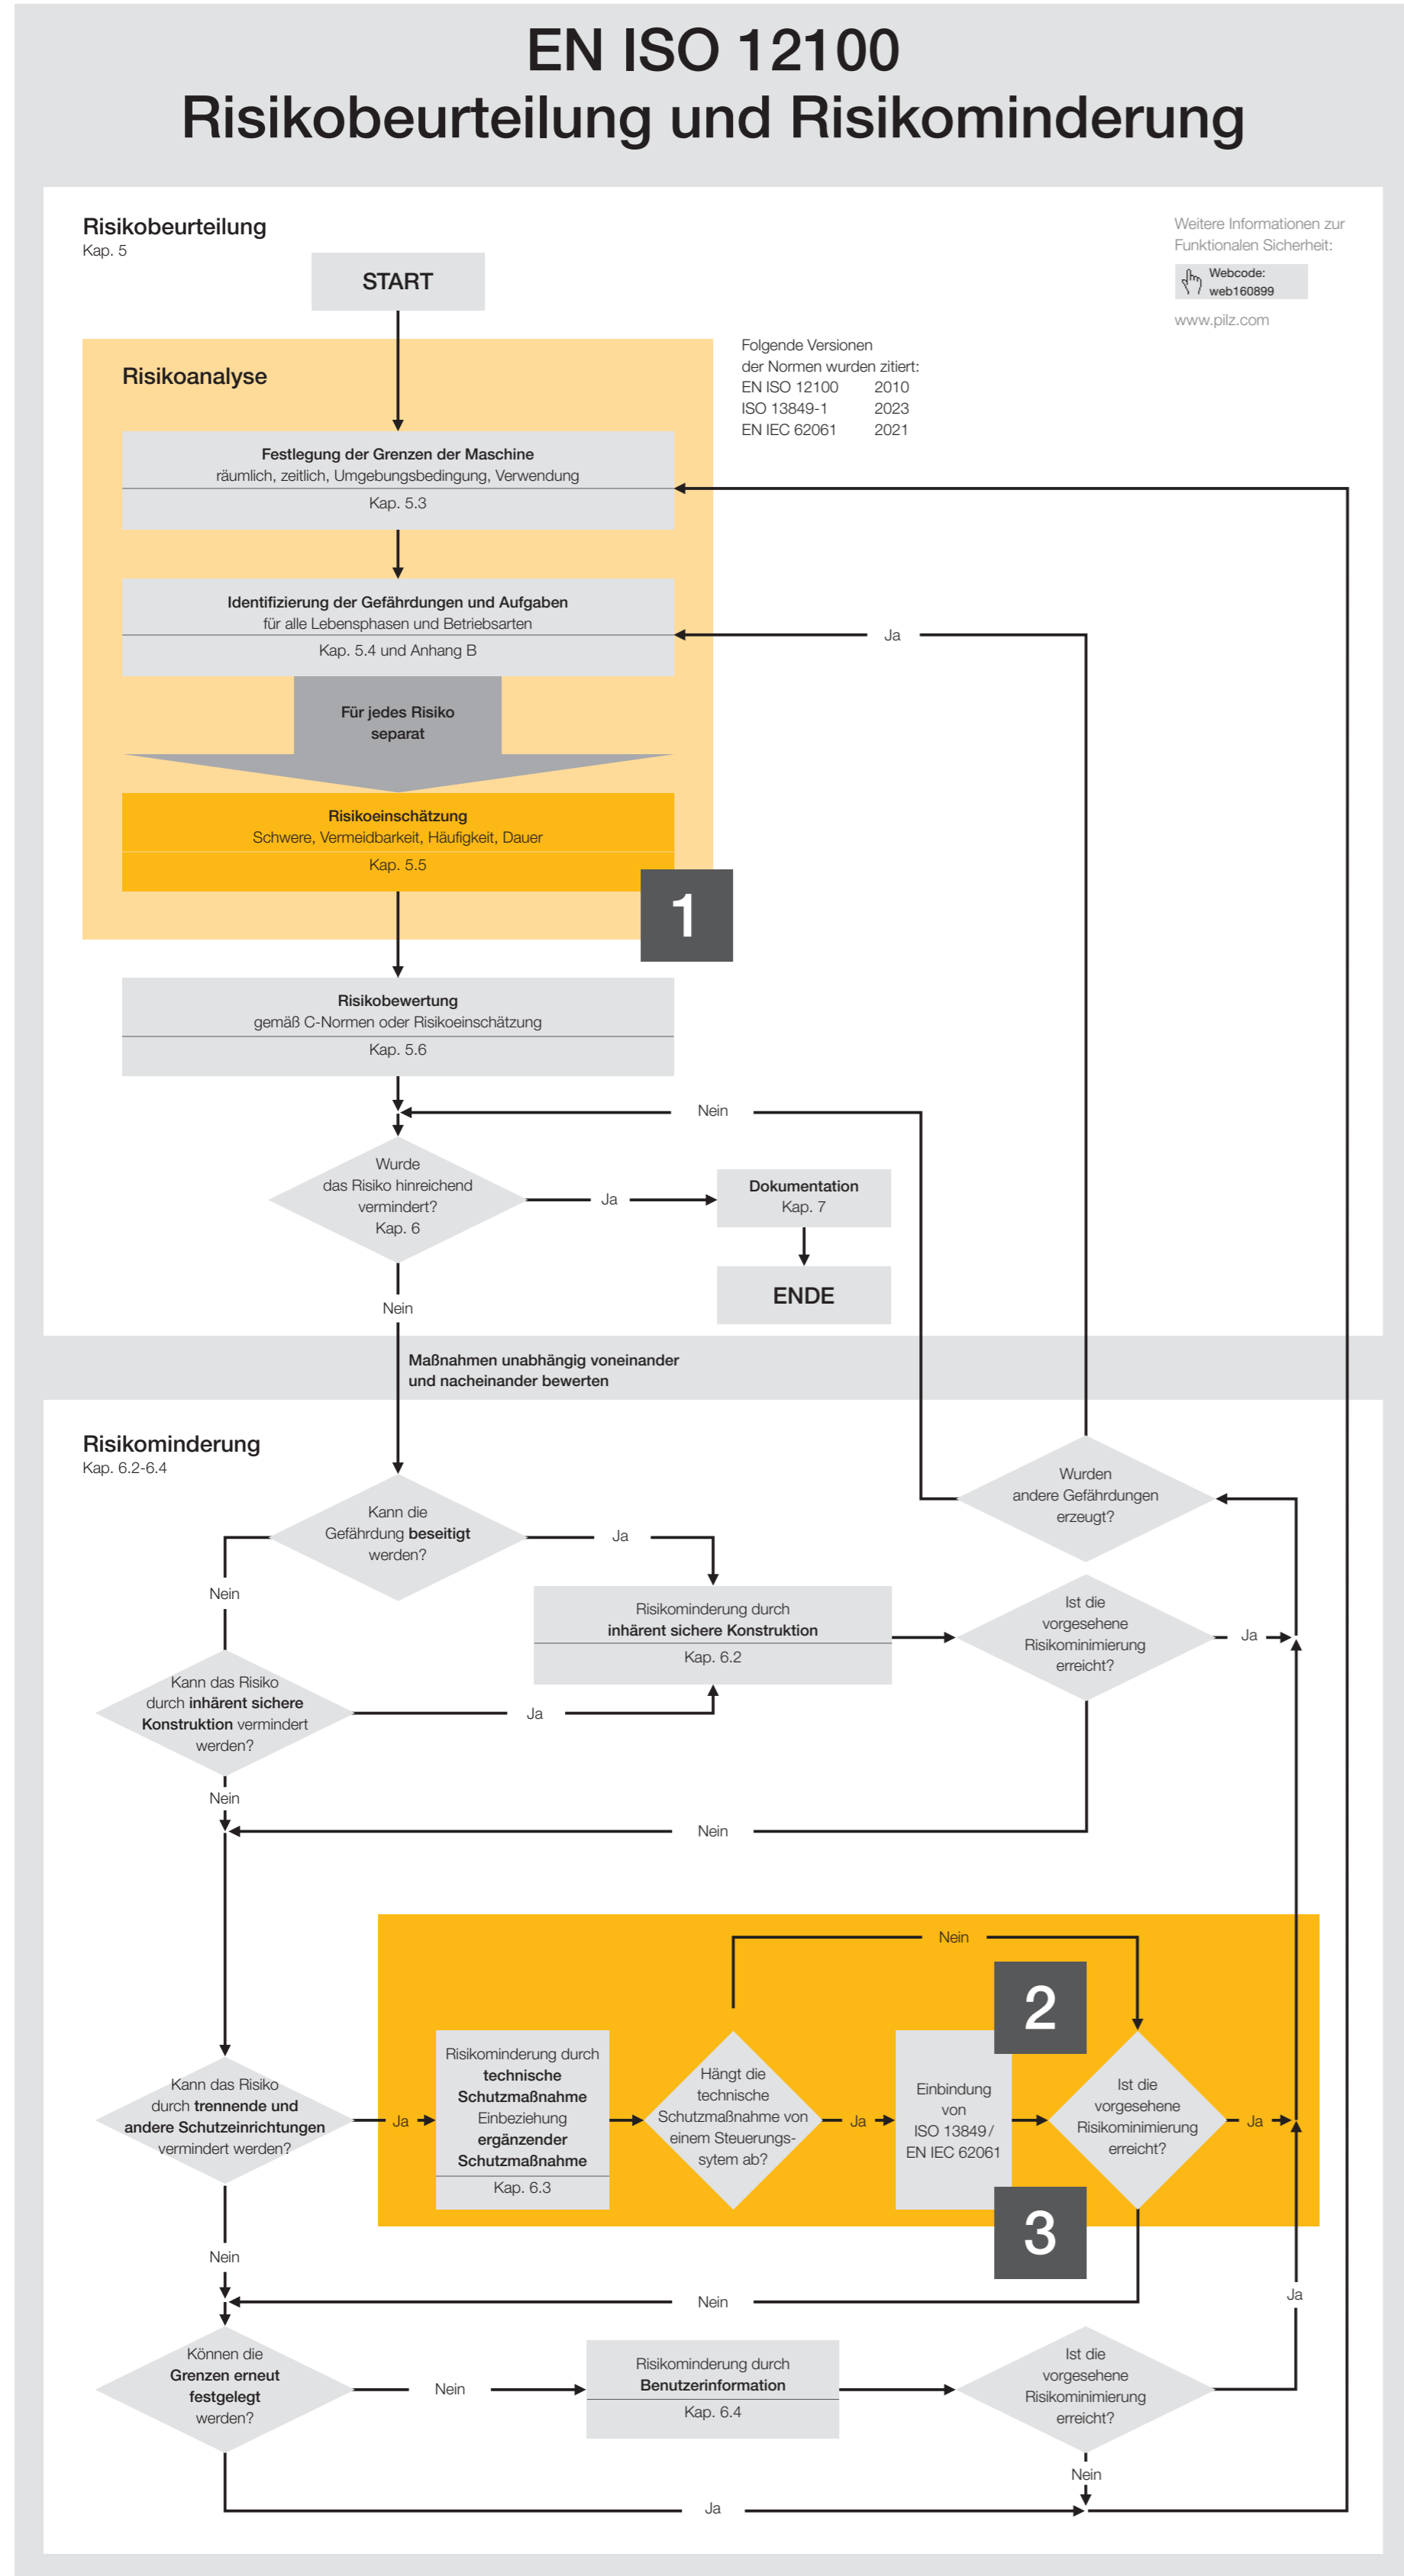 EN ISO 12100
Risikobeurteilung und Risikominderung
Risikobeurteilung
Kap. 5
Weitere Informationen zur
Funktionalen Sicherheit:
Webcode:
web160899
www.pilz.com
START
Folgende Versionen
der Normen wurden zitiert:
EN ISO 12100 2010
ISO 13849-1 2023
EN IEC 62061 2021
Risikoanalyse
Festlegung der Grenzen der Maschine
räumlich, zeitlich, Umgebungsbedingung, Verwendung
Kap. 5.3
Identifizierung der Gefährdungen und Aufgaben
für alle Lebensphasen und Betriebsarten
Kap. 5.4 und Anhang B
Ja
Für jedes Risiko
separat
Risikoeinschätzung
Schwere, Vermeidbarkeit, Häufigkeit, Dauer
Kap. 5.5
1
Risikobewertung
gemäß C-Normen oder Risikoeinschätzung
Kap. 5.6
Nein
Wurde
das Risiko hinreichend
vermindert?
Kap. 6
Ja
Dokumentation
Kap. 7
ENDE
Nein
Maßnahmen unabhängig voneinander
und nacheinander bewerten
Risikominderung
Kap. 6.2-6.4
Wurden
andere Gefährdungen
erzeugt?
Kann die
Gefährdung beseitigt
werden?
Ja
Nein
Risikominderung durch
inhärent sichere Konstruktion
Kap. 6.2
Ist die
vorgesehene
Risikominimierung
erreicht?
Ja
Kann das Risiko
durch inhärent sichere
Konstruktion vermindert
werden?
Ja
Nein
Nein
Nein
2
Kann das Risiko
durch trennende und
andere Schutzeinrichtungen
vermindert werden?
Ja
Risikominderung durch
technische
Schutzmaßnahme
Einbeziehung
ergänzender
Schutzmaßnahme
Kap. 6.3
Hängt die
technische
Schutzmaßnahme von
einem Steuerungs-
sytem ab?
Ja
Einbindung
von
ISO 13849/
EN IEC 62061
Ist die
vorgesehene
Risikominimierung
erreicht?
Ja
3
Nein
Nein
Ja
Können die
Grenzen erneut
festgelegt
werden?
Nein
Risikominderung durch
Benutzerinformation
Kap. 6.4
Ist die
vorgesehene
Risikominimierung
erreicht?
Nein
Ja